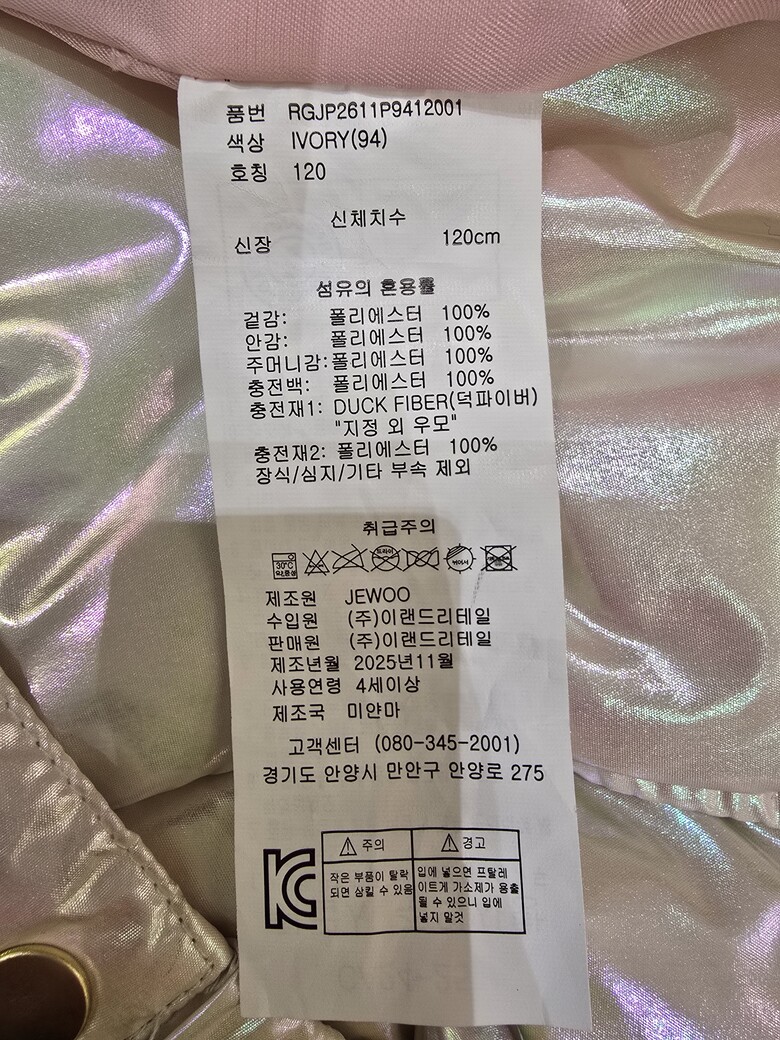 품번 RGJP2611P9412001
색상 IVORY(94)
호칭 120
신체치수
신장 120cm
섬유의 혼용률
겉감: 폴리에스터 100%
안감: 폴리에스터 100%
주머니감:폴리에스터 100%
충전백: 폴리에스터 100%
충전재1: DUCK FIBER(덕파이버)
"지정 외 우모"
충전재2: 폴리에스터 100%
장식/심지/기타 부속 제외
취급주의
30℃
약중성
드라이
제조원 JEWOO
수입원 (주)이랜드리테일
판매원 (주)이랜드리테일
제조년월 2025년11월
사용연령 4세이상
제조국 미얀마
고객센터 (080-345-2001)
경기도 안양시 만안구 안양로 275
주의
작은 부품이 탈락
되면 삼킬 수 있음
경고
입에 넣으면 프탈레
이트계 가소제가 용출
될 수 있으니 입에
넣지 말것